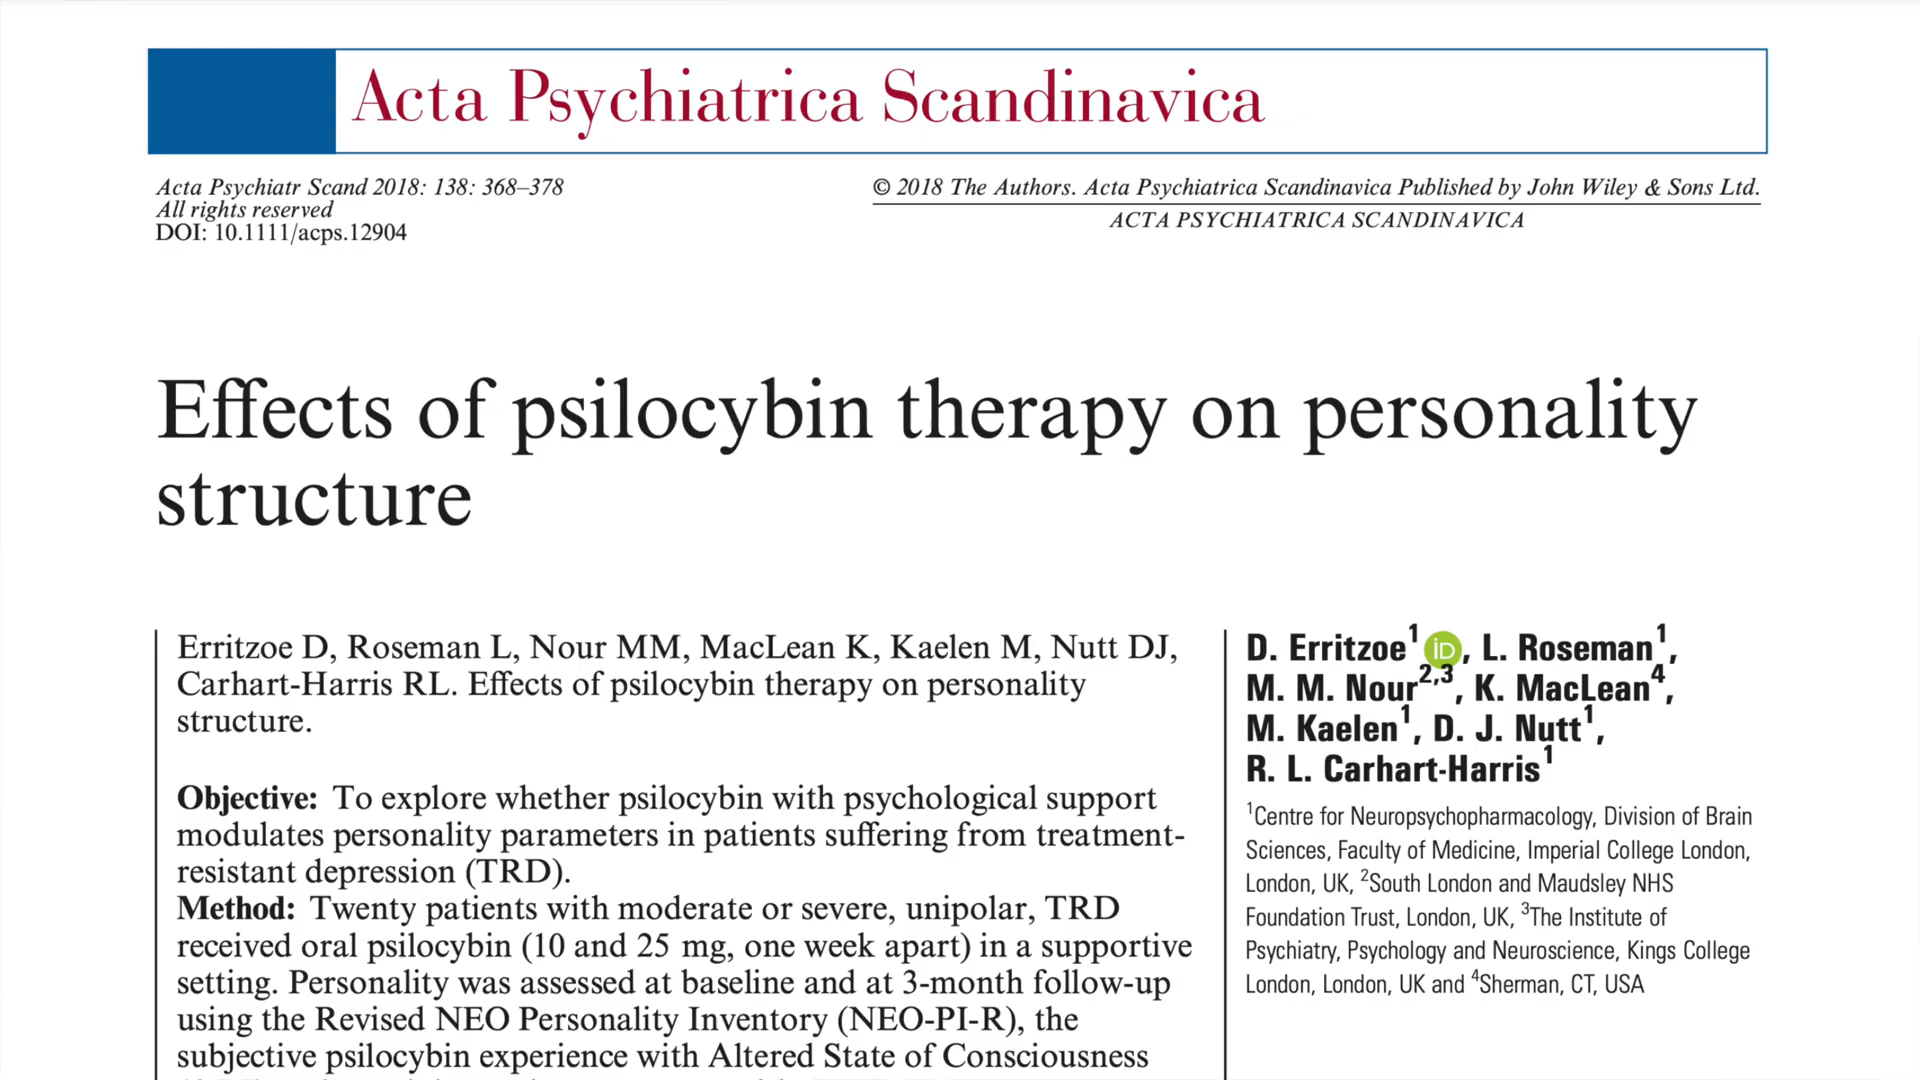 Acta Psychiatrica Scandinavica
Acta Psychiatr Scand 2018: 138: 368–378
All rights reserved
DOI: 10.1111/acps.12904
© 2018 The Authors. Acta Psychiatrica Scandinavica Published by John Wiley & Sons Ltd.
ACTA PSYCHIATRICA SCANDINAVICA
Effects of psilocybin therapy on personality
structure
Erritzoe D, Roseman L, Nour MM, MacLean K, Kaelen M, Nutt DJ,
Carhart-Harris RL. Effects of psilocybin therapy on personality
structure.
Objective: To explore whether psilocybin with psychological support
modulates personality parameters in patients suffering from treatment-
resistant depression (TRD).
Method: Twenty patients with moderate or severe, unipolar, TRD
received oral psilocybin (10 and 25 mg, one week apart) in a supportive
setting. Personality was assessed at baseline and at 3-month follow-up
using the Revised NEO Personality Inventory (NEO-PI-R), the
subjective psilocybin experience with Altered State of Consciousness
D. Erritzoe¹ iD, L. Roseman¹,
M. M. Nour²,³, K. MacLean⁴,
M. Kaelen¹, D. J. Nutt¹,
R. L. Carhart-Harris¹
¹Centre for Neuropsychopharmacology, Division of Brain
Sciences, Faculty of Medicine, Imperial College London,
London, UK, ²South London and Maudsley NHS
Foundation Trust, London, UK, ³The Institute of
Psychiatry, Psychology and Neuroscience, Kings College
London, London, UK and ⁴Sherman, CT, USA